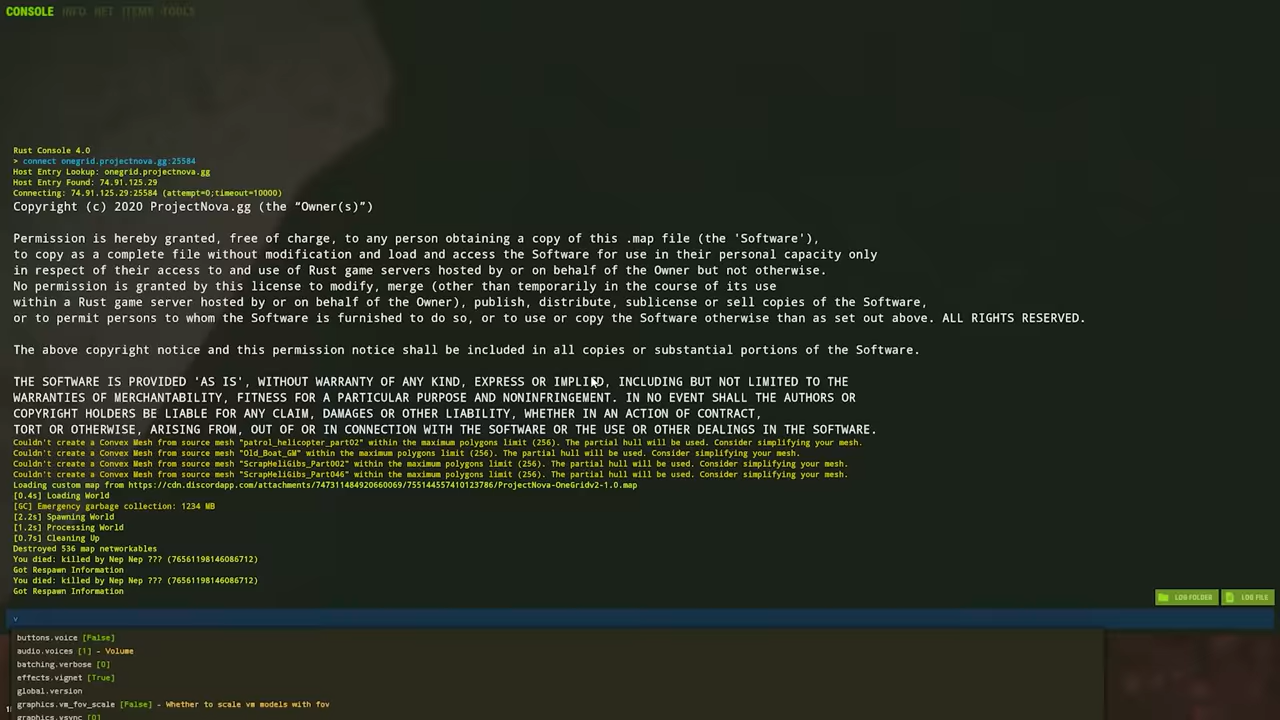 CONSOLE INFO NET ITEMS TOOLS
Rust Console 4.0
> connect onegrid.projectnova.gg:25584
Host Entry Lookup: onegrid.projectnova.gg
Host Entry Found: 74.91.125.29
Connecting: 74.91.125.29:25584 (attempt=0;timeout=10000)
Copyright (c) 2020 ProjectNova.gg (the “Owner(s)”)
Permission is hereby granted, free of charge, to any person obtaining a copy of this .map file (the 'Software'),
to copy as a complete file without modification and load and access the Software for use in their personal capacity only
in respect of their access to and use of Rust game servers hosted by or on behalf of the Owner but not otherwise.
No permission is granted by this license to modify, merge (other than temporarily in the course of its use
within a Rust game server hosted by or on behalf of the Owner), publish, distribute, sublicense or sell copies of the Software,
or to permit persons to whom the Software is furnished to do so, or to use or copy the Software otherwise than as set out above. ALL RIGHTS RESERVED.
The above copyright notice and this permission notice shall be included in all copies or substantial portions of the Software.
THE SOFTWARE IS PROVIDED 'AS IS', WITHOUT WARRANTY OF ANY KIND, EXPRESS OR IMPLIED, INCLUDING BUT NOT LIMITED TO THE
WARRANTIES OF MERCHANTABILITY, FITNESS FOR A PARTICULAR PURPOSE AND NONINFRINGEMENT. IN NO EVENT SHALL THE AUTHORS OR
COPYRIGHT HOLDERS BE LIABLE FOR ANY CLAIM, DAMAGES OR OTHER LIABILITY, WHETHER IN AN ACTION OF CONTRACT,
TORT OR OTHERWISE, ARISING FROM, OUT OF OR IN CONNECTION WITH THE SOFTWARE OR THE USE OR OTHER DEALINGS IN THE SOFTWARE.
Couldn't create a Convex Mesh from source mesh "patrol_helicopter_part02" within the maximum polygons limit (256). The partial hull will be used. Consider simplifying your mesh.
Couldn't create a Convex Mesh from source mesh "Old_Boat_GM" within the maximum polygons limit (256). The partial hull will be used. Consider simplifying your mesh.
Couldn't create a Convex Mesh from source mesh "ScrapHeliGibs_Part002" within the maximum polygons limit (256). The partial hull will be used. Consider simplifying your mesh.
Couldn't create a Convex Mesh from source mesh "ScrapHeliGibs_Part046" within the maximum polygons limit (256). The partial hull will be used. Consider simplifying your mesh.
Loading custom map from https://cdn.discordapp.com/attachments/747311484920660069/755144557410123786/ProjectNova-OneGridv2-1.0.map
[0.4s] Loading World
[GC] Emergency garbage collection: 1234 MB
[2.2s] Spawning World
[1.2s] Processing World
[0.7s] Cleaning Up
Destroyed 536 map networkables
You died: killed by Nep Nep ??? (76561198146086712)
Got Respawn Information
You died: killed by Nep Nep ??? (76561198146086712)
Got Respawn Information
LOG FOLDER LOG FILE
v
buttons.voice [False]
audio.voices [1] - Volume
batching.verbose [0]
effects.vignet [True]
global.version
graphics.vm_fov_scale [False] - Whether to scale vm models with fov
graphics.vsync [0]